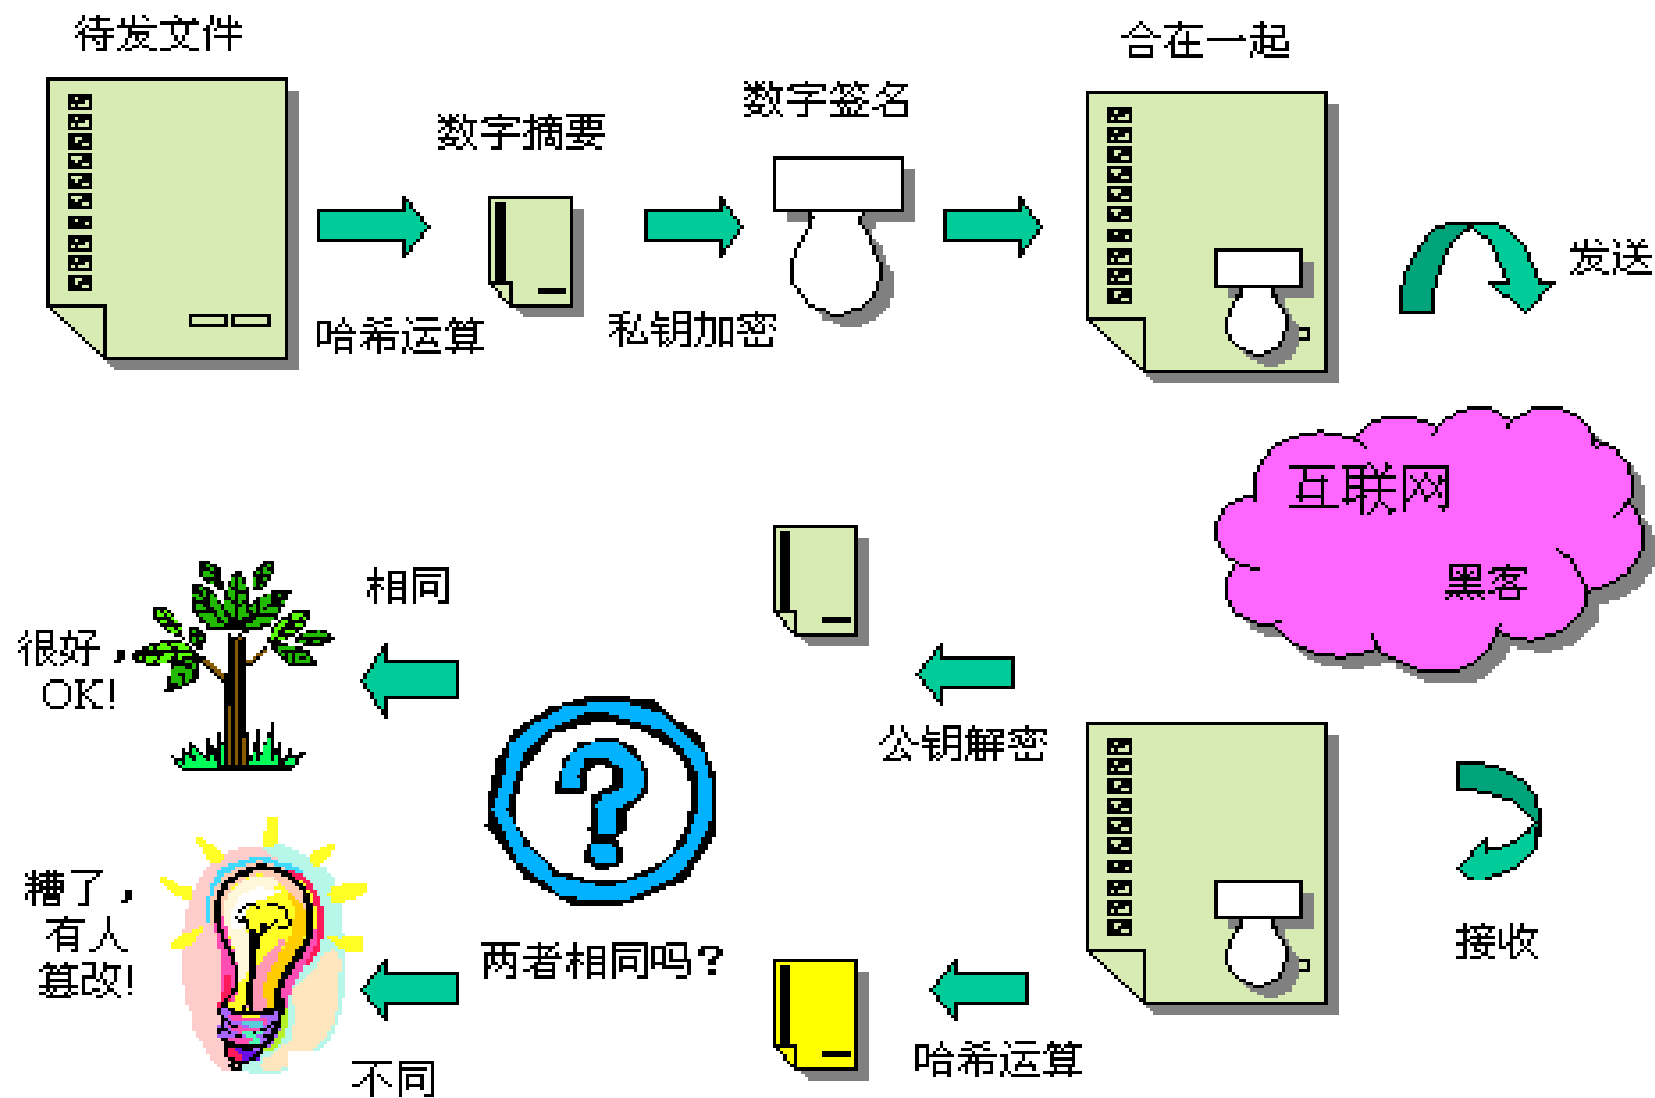 待发文件
合在一起
数字签名
数字摘要
发送
哈希运算
私钥加密
互联网
黑客
相同
很好，
OK！
公钥解密
糟了，
有人
篡改！
两者相同吗？
接收
哈希运算
不同